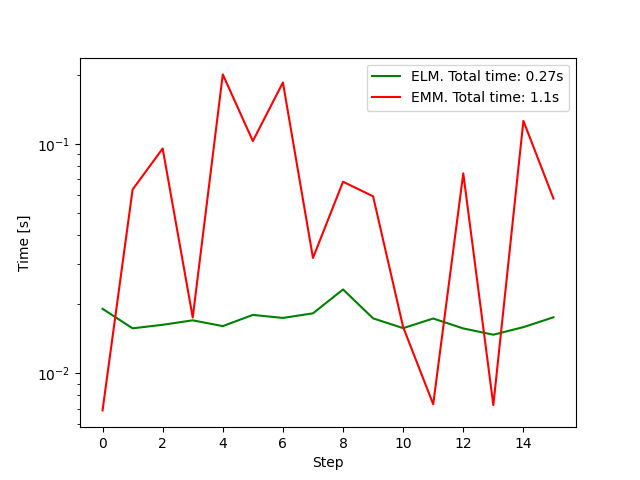 ELM. Total time: 0.27s
EMM. Total time: 1.1s
10⁻¹
10⁻²
Time [s]
0 2 4 6 8 10 12 14
Step